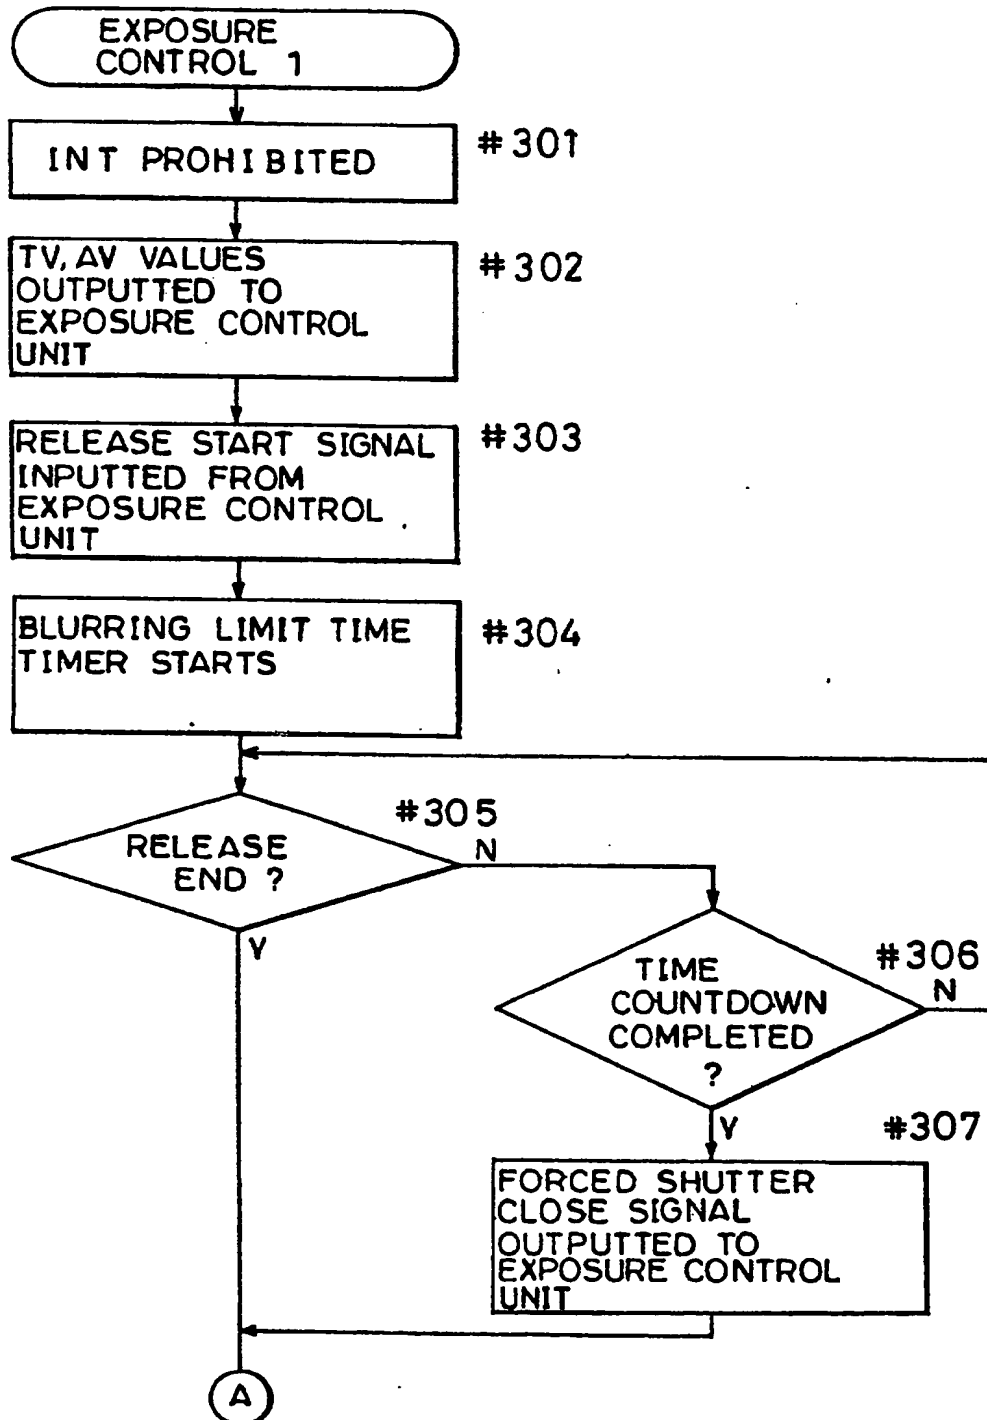 EXPOSURE
CONTROL 1
INT PROHIBITED
#301
TV, AV VALUES
OUTPUTTED TO
EXPOSURE CONTROL
UNIT
#302
RELEASE START SIGNAL
INPUTTED FROM
EXPOSURE CONTROL
UNIT
#303
BLURRING LIMIT TIME
TIMER STARTS
#304
#305
RELEASE
END ?
N
Y
#306
TIME
COUNTDOWN
COMPLETED
?
N
Y
#307
FORCED SHUTTER
CLOSE SIGNAL
OUTPUTTED TO
EXPOSURE CONTROL
UNIT
A